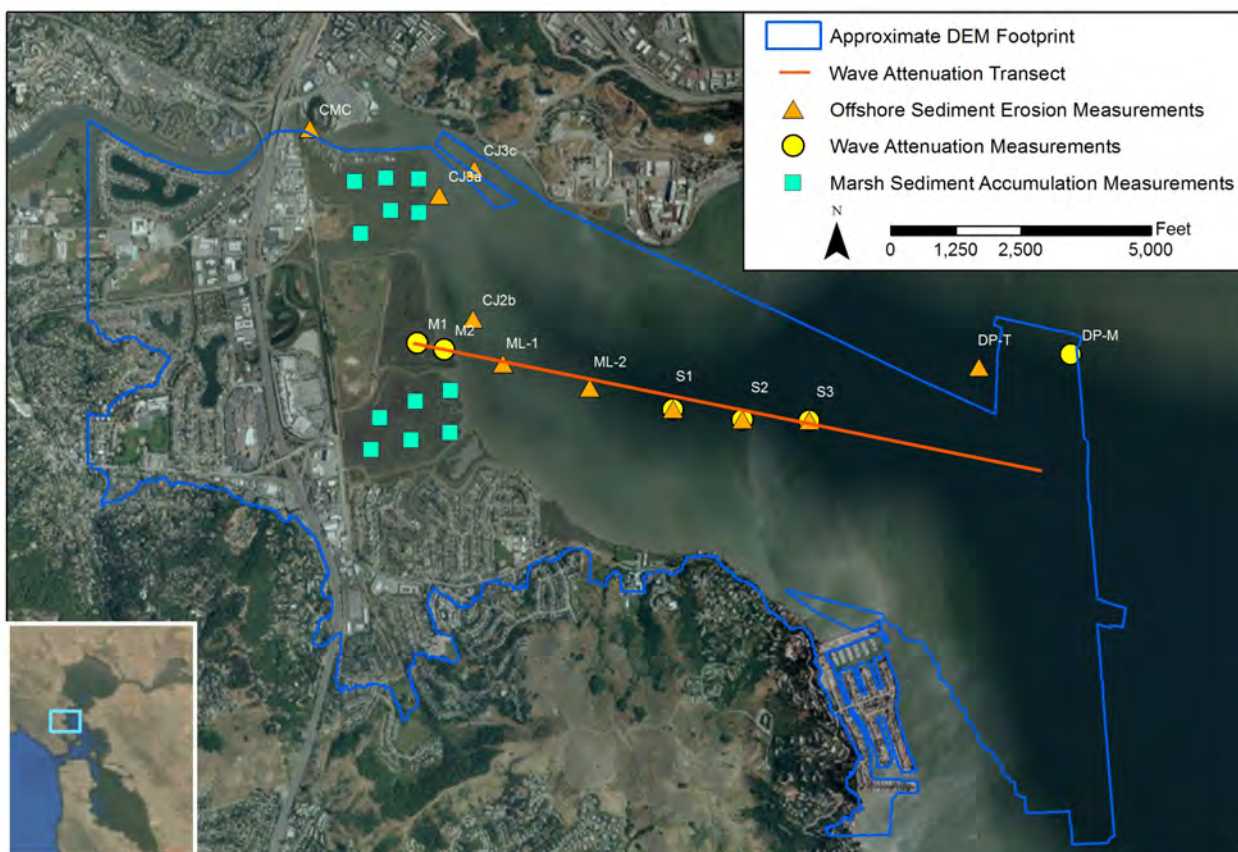 Approximate DEM Footprint
Wave Attenuation Transect
Offshore Sediment Erosion Measurements
Wave Attenuation Measurements
Marsh Sediment Accumulation Measurements
N
Feet
0 1,250 2,500 5,000
CMC
CJ3c
CJ3a
CJ2b
M1
M2
ML-1
ML-2
S1
S2
S3
DP-T
DP-M